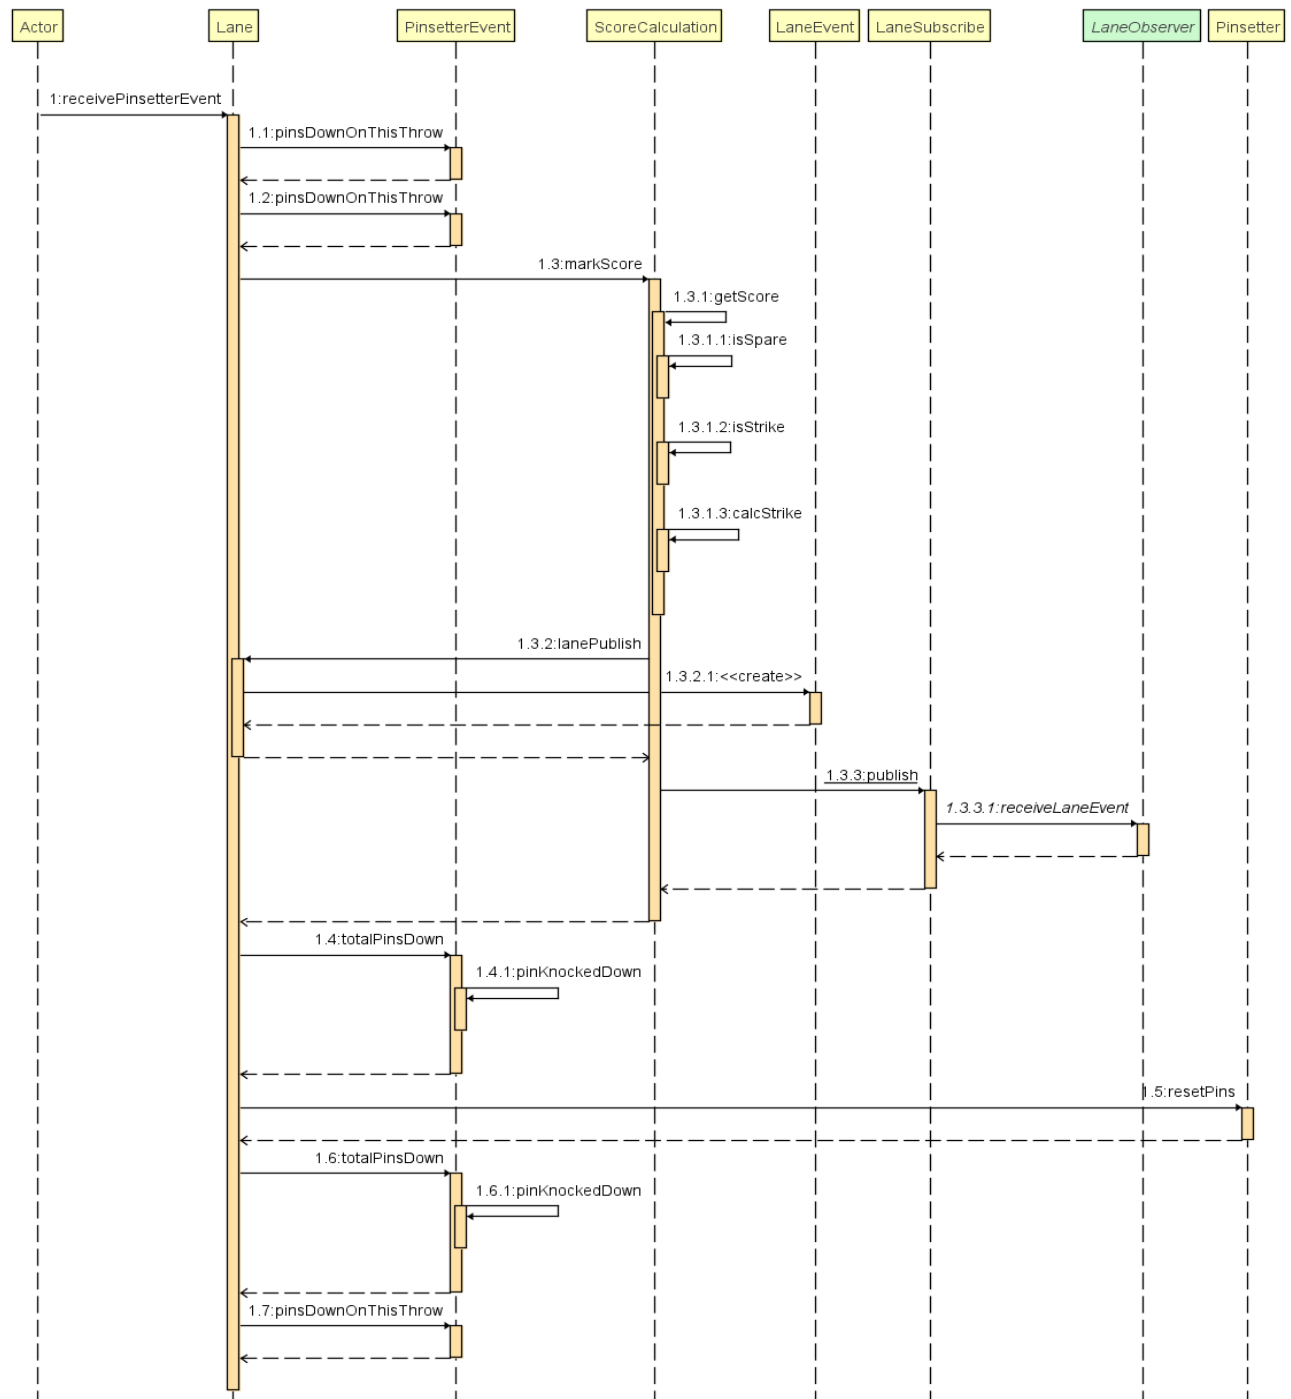 Actor
Lane
PinsetterEvent
ScoreCalculation
LaneEvent
LaneSubscribe
LaneObserver
Pinsetter
1:receivePinsetterEvent
1.1:pinsDownOnThisThrow
1.2:pinsDownOnThisThrow
1.3:markScore
1.3.1:getScore
1.3.1.1:isSpare
1.3.1.2:isStrike
1.3.1.3:calcStrike
1.3.2:lanePublish
1.3.2.1:<<create>>
1.3.3:publish
1.3.3.1:receiveLaneEvent
1.4:totalPinsDown
1.4.1:pinKnockedDown
1.5:resetPins
1.6:totalPinsDown
1.6.1:pinKnockedDown
1.7:pinsDownOnThisThrow